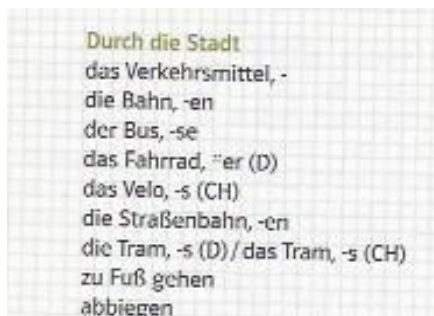 Durch die Stadt
das Verkehrsmittel, -
die Bahn, -en
der Bus, -se
das Fahrrad, ¨er (D)
das Velo, -s (CH)
die Straßenbahn, -en
die Tram, -s (D)/das Tram, -s (CH)
zu Fuß gehen
abbiegen